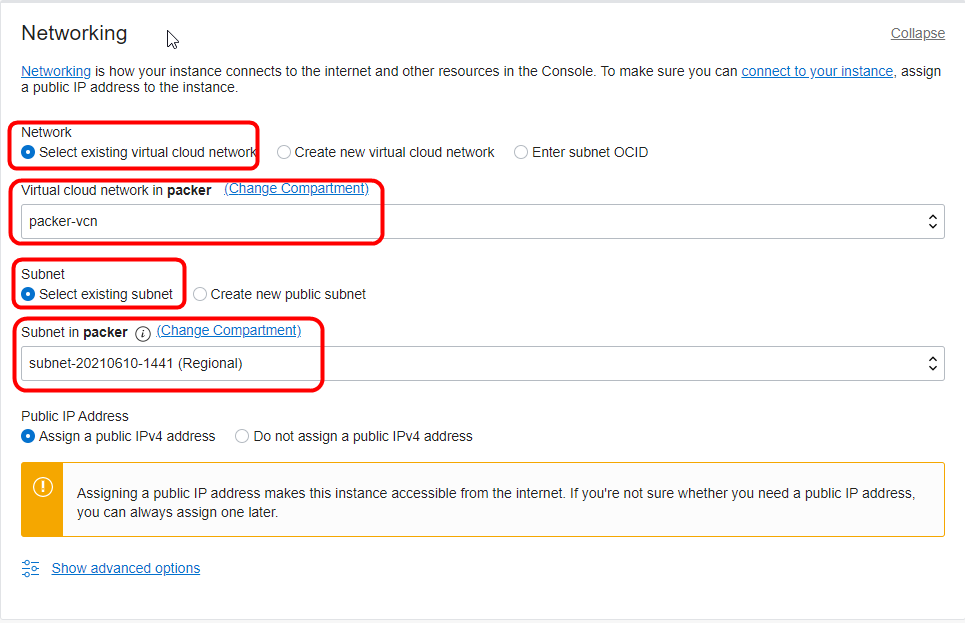 Networking
Collapse
Networking is how your instance connects to the internet and other resources in the Console. To make sure you can connect to your instance, assign
a public IP address to the instance.
Network
Select existing virtual cloud network Create new virtual cloud network Enter subnet OCID
Virtual cloud network in packer (Change Compartment)
packer-vcn
Subnet
Select existing subnet Create new public subnet
Subnet in packer i (Change Compartment)
subnet-20210610-1441 (Regional)
Public IP Address
Assign a public IPv4 address Do not assign a public IPv4 address
Assigning a public IP address makes this instance accessible from the internet. If you're not sure whether you need a public IP address,
you can always assign one later.
Show advanced options